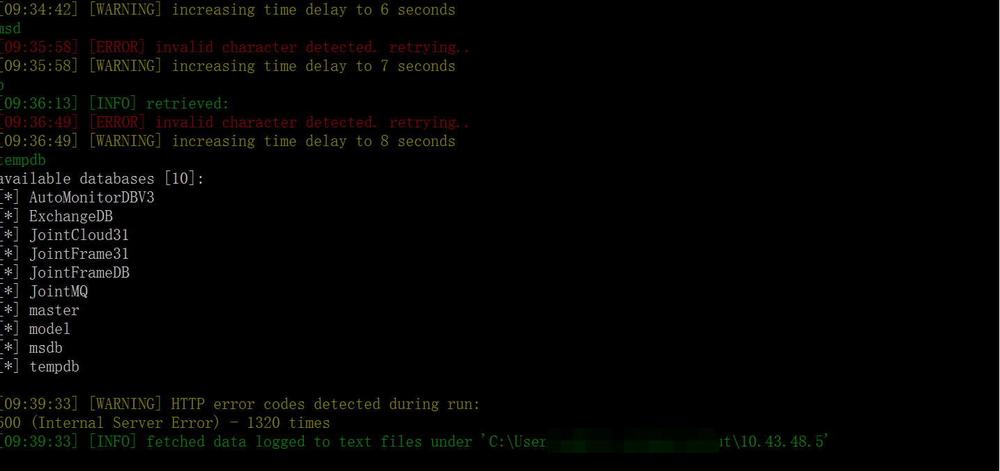 [09:34:42] [WARNING] increasing time delay to 6 seconds
msd
[09:35:58] [ERROR] invalid character detected. retrying..
[09:35:58] [WARNING] increasing time delay to 7 seconds
[09:36:13] [INFO] retrieved:
[09:36:49] [ERROR] invalid character detected. retrying..
[09:36:49] [WARNING] increasing time delay to 8 seconds
tempdb
available databases [10]:
[*] AutoMonitorDBV3
[*] ExchangeDB
[*] JointCloud31
[*] JointFrame31
[*] JointFrameDB
[*] JointMQ
[*] master
[*] model
[*] msdb
[*] tempdb
[09:39:33] [WARNING] HTTP error codes detected during run:
500 (Internal Server Error) - 1320 times
[09:39:33] [INFO] fetched data logged to text files under 'C:\User ut\10.43.48.5'